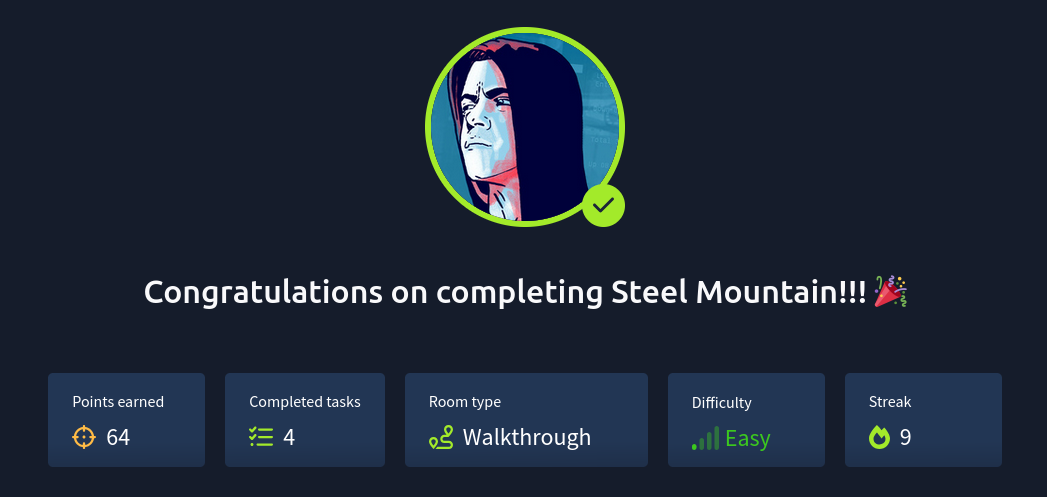 Congratulations on completing Steel Mountain!!! 🎉
Points earned
64
Completed tasks
4
Room type
Walkthrough
Difficulty
Easy
Streak
9